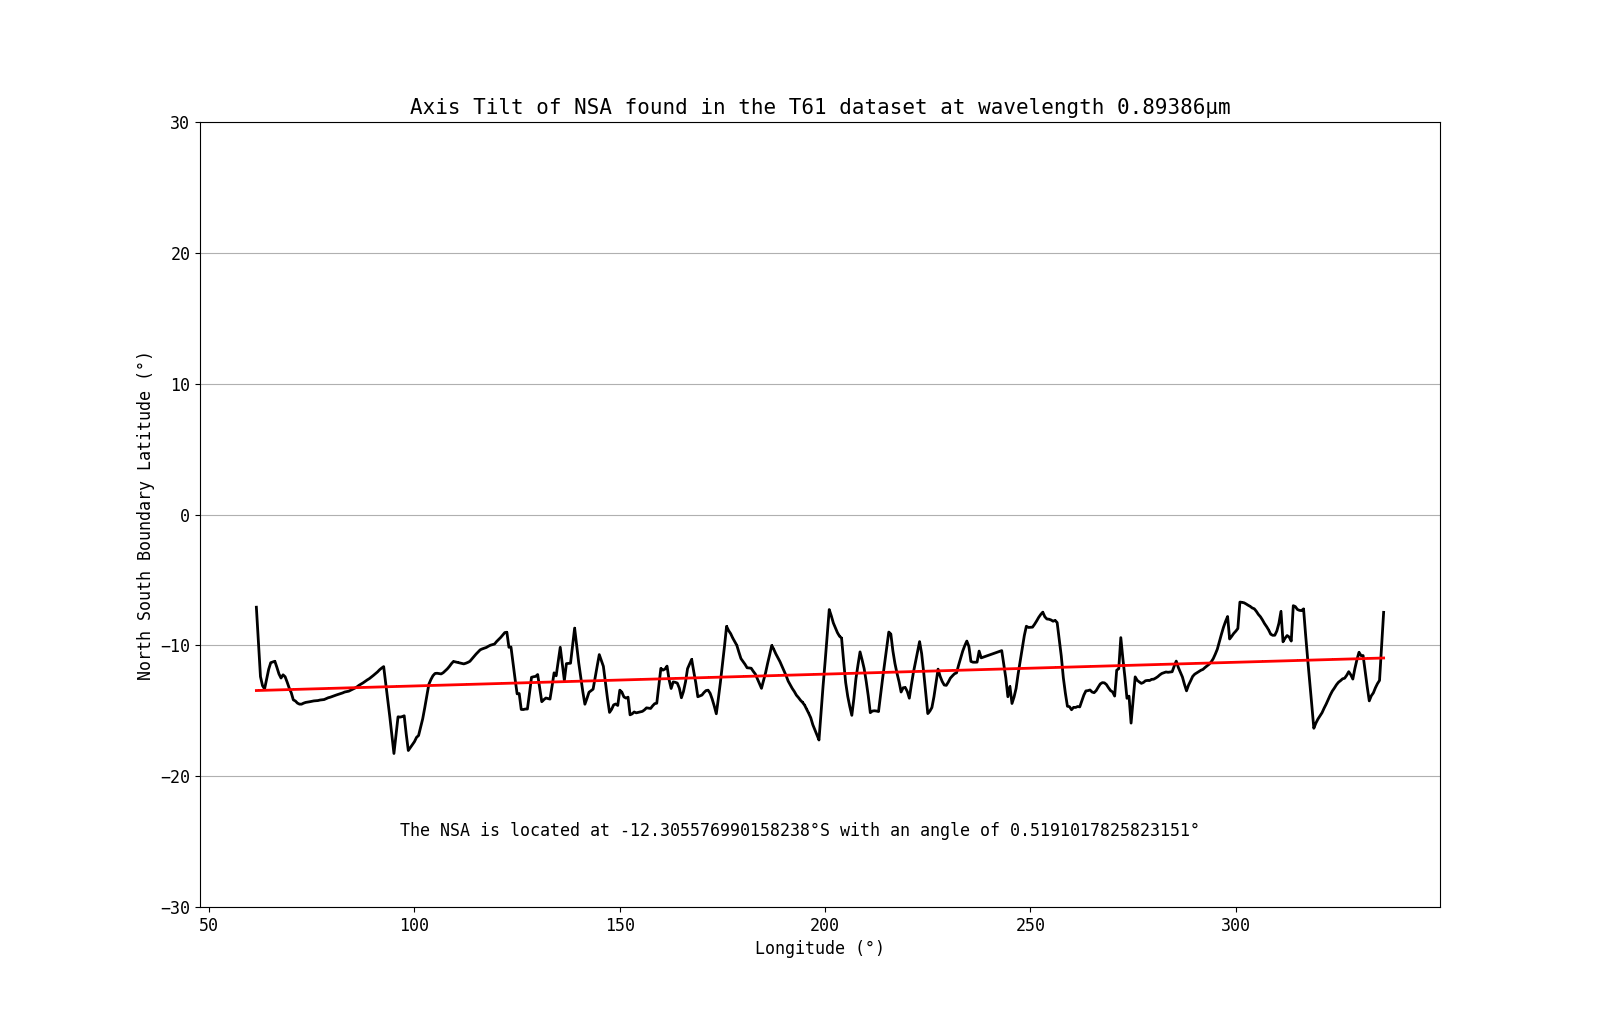 Axis Tilt of NSA found in the T61 dataset at wavelength 0.89386μm
30
20
10
0
−10
−20
−30
North South Boundary Latitude (°)
The NSA is located at -12.305576990158238°S with an angle of 0.5191017825823151°
50 100 150 200 250 300
Longitude (°)